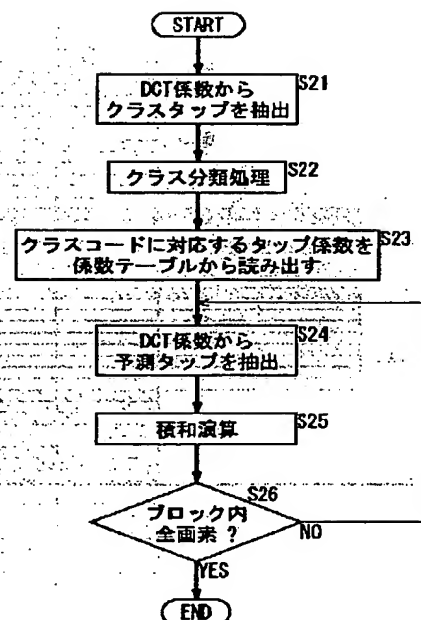 START
DCT係数から
クラスタップを抽出
S21
クラス分類処理
S22
クラスコードに対応するタップ係数を
係数テーブルから読み出す
S23
DCT係数から
予測タップを抽出
S24
積和演算
S25
ブロック内
全画素 ?
S26
NO
YES
END